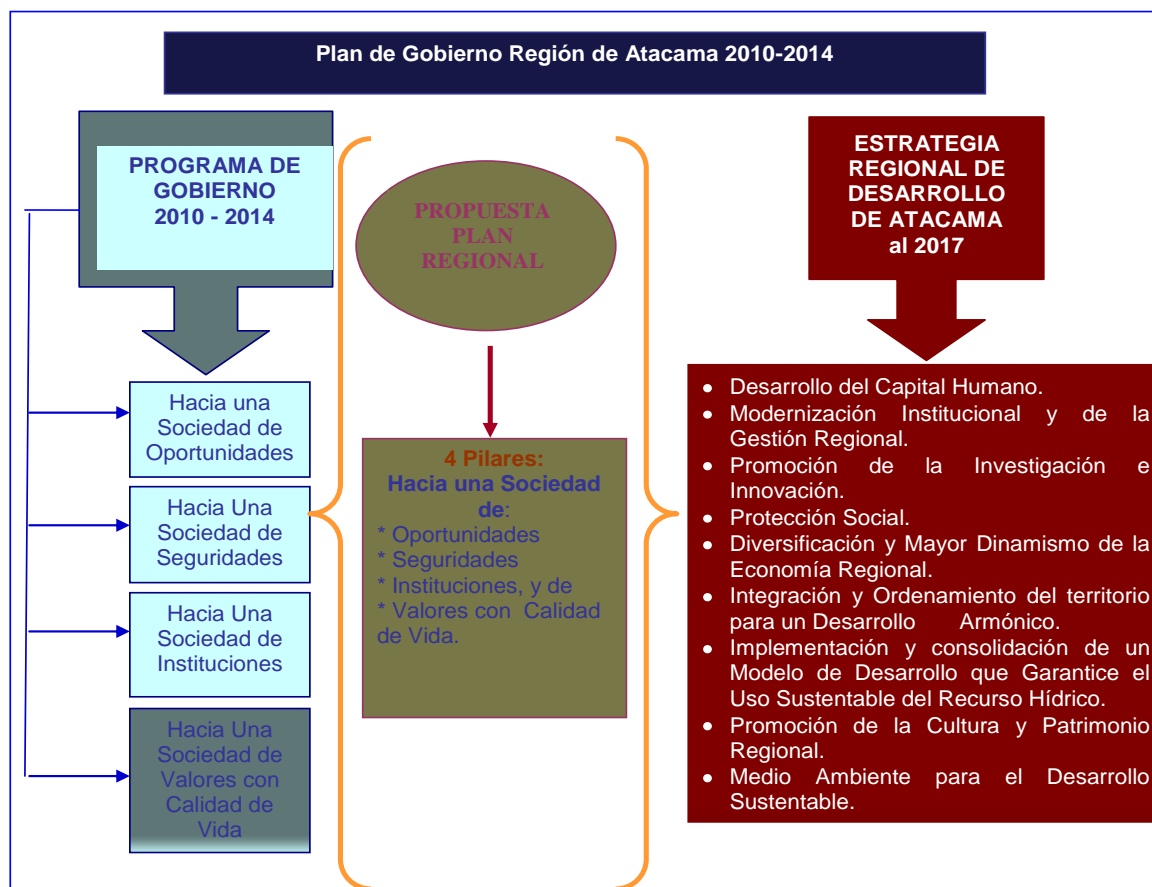 Plan de Gobierno Región de Atacama 2010-2014
PROGRAMA DE
GOBIERNO
2010 - 2014
Hacia una
Sociedad de
Oportunidades
Hacia Una
Sociedad de
Seguridades
Hacia Una
Sociedad de
Instituciones
Hacia Una
Sociedad de
Valores con
Calidad de
Vida
PROPUESTA
PLAN
REGIONAL
4 Pilares:
Hacia una Sociedad
de:
* Oportunidades
* Seguridades
* Instituciones, y de
* Valores con Calidad
de Vida.
ESTRATEGIA
REGIONAL DE
DESARROLLO
DE ATACAMA
al 2017
• Desarrollo del Capital Humano.
• Modernización Institucional y de la
Gestión Regional.
• Promoción de la Investigación e
Innovación.
• Protección Social.
• Diversificación y Mayor Dinamismo de la
Economía Regional.
• Integración y Ordenamiento del territorio
para un Desarrollo Armónico.
• Implementación y consolidación de un
Modelo de Desarrollo que Garantice el
Uso Sustentable del Recurso Hídrico.
• Promoción de la Cultura y Patrimonio
Regional.
• Medio Ambiente para el Desarrollo
Sustentable.